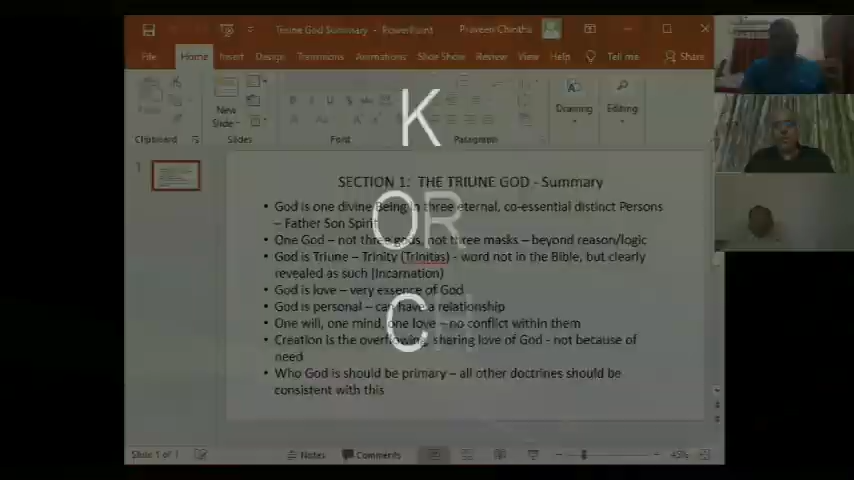 Triune God Summary - PowerPoint
Praveen Chintha
File Home Insert Design Transitions Animations Slide Show Review View Help Tell me Share
New
Slide
Drawing
Editing
Clipboard
Slides
Font
Paragraph
K
OR
CH
1
SECTION 1: THE TRIUNE GOD - Summary
• God is one divine Being in three eternal, co-essential distinct Persons
– Father Son Spirit
• One God – not three gods, not three masks – beyond reason/logic
• God is Triune – Trinity (Trinitas) - word not in the Bible, but clearly
revealed as such (Incarnation)
• God is love – very essence of God
• God is personal – can have a relationship
• One will, one mind, one love – no conflict within them
• Creation is the overflowing, shering love of God - not because of
need
• Who God is should be primary – all other doctrines should be
consistent with this
Slide 1 of 1
Notes
Comments
45%